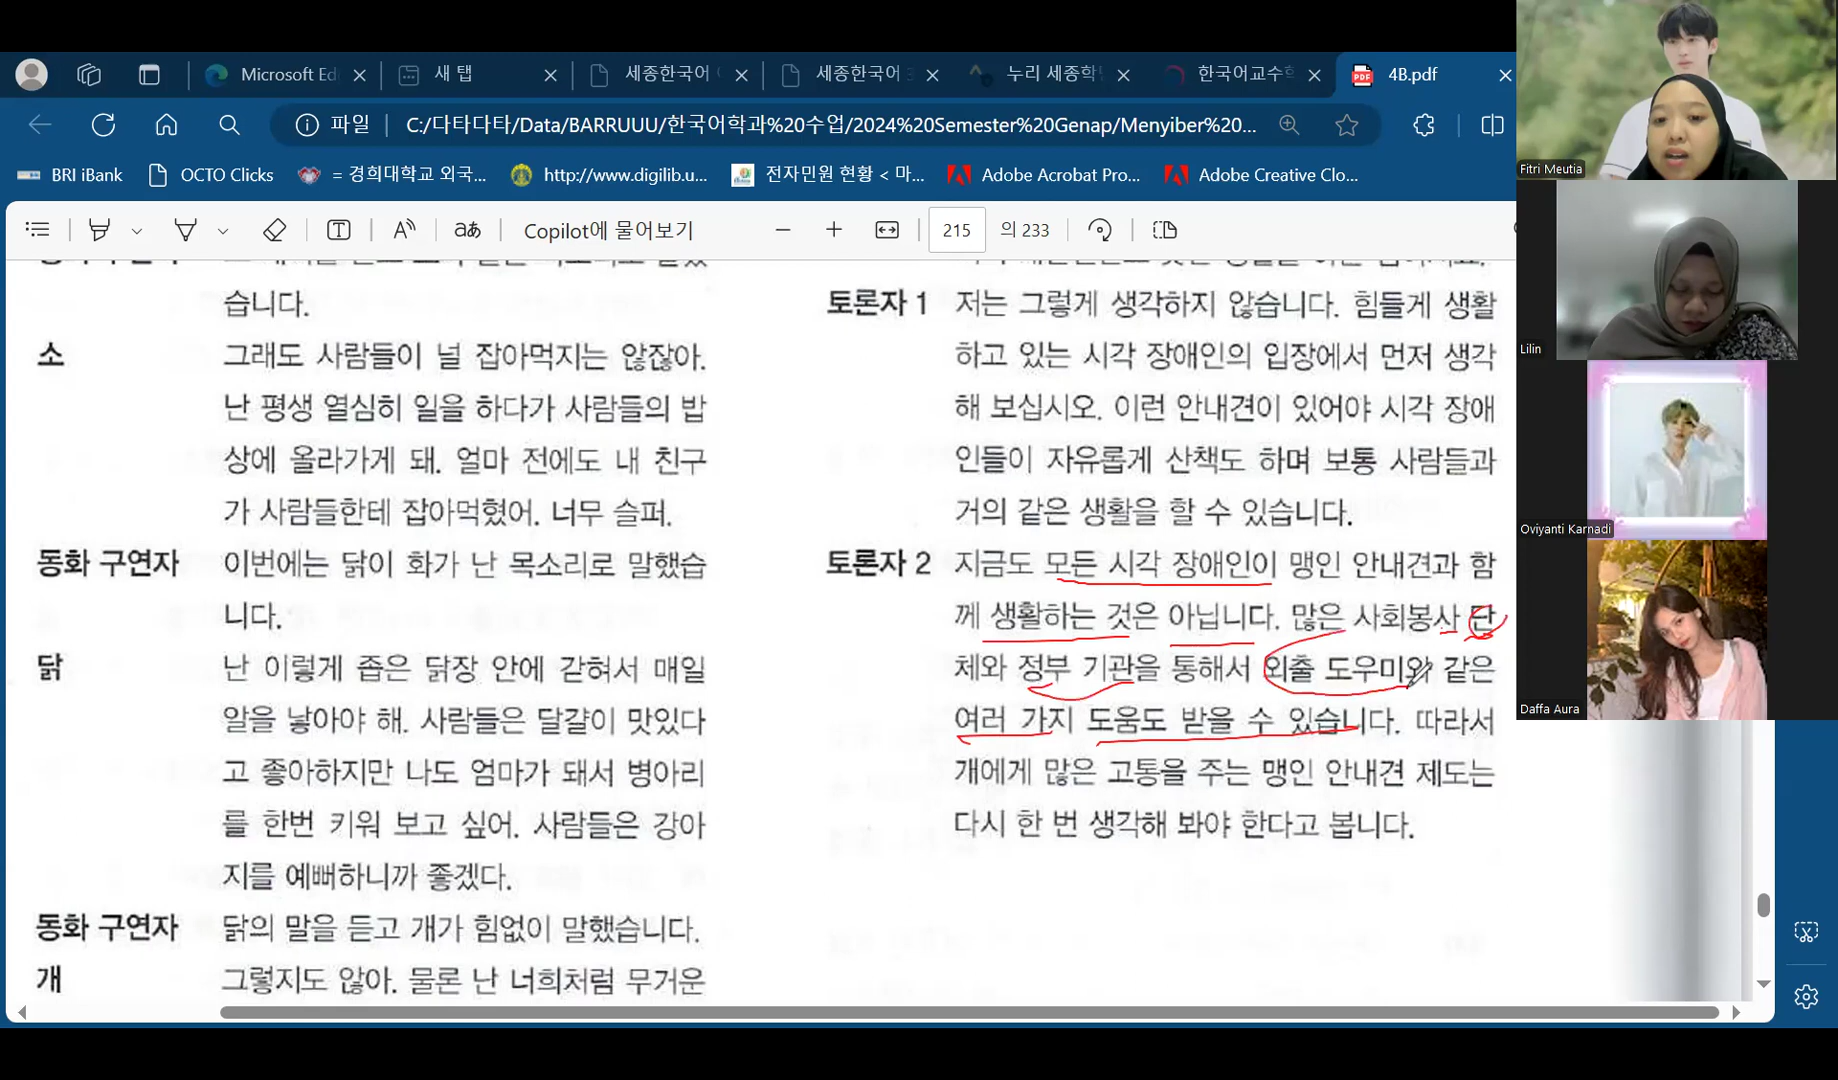 Microsoft Ed
새 탭
세종한국어
세종한국어 3
누리 세종학
한국어교수학
4B.pdf
파일
C:/다타다타/Data/BARRUUU/한국어학과%20수업/2024%20Semester%20Genap/Menyiber%20...
BRI iBank
OCTO Clicks
= 경희대학교 외국...
http://www.digilib.u...
전자민원 현황 < 마...
Adobe Acrobat Pro...
Adobe Creative Clo...
Copilot에 물어보기
215
의 233
습니다.
소 그래도 사람들이 널 잡아먹지는 않잖아.
난 평생 열심히 일을 하다가 사람들의 밥
상에 올라가게 돼. 얼마 전에도 내 친구
가 사람들한테 잡아먹혔어. 너무 슬퍼.
동화 구연자 이번에는 닭이 화가 난 목소리로 말했습
니다.
닭 난 이렇게 좁은 닭장 안에 갇혀서 매일
알을 낳아야 해. 사람들은 달걀이 맛있다
고 좋아하지만 나도 엄마가 돼서 병아리
를 한번 키워 보고 싶어. 사람들은 강아
지를 예뻐하니까 좋겠다.
동화 구연자 닭의 말을 듣고 개가 힘없이 말했습니다.
개 그렇지도 않아. 물론 난 너희처럼 무거운
토론자 1 저는 그렇게 생각하지 않습니다. 힘들게 생활
하고 있는 시각 장애인의 입장에서 먼저 생각
해 보십시오. 이런 안내견이 있어야 시각 장애
인들이 자유롭게 산책도 하며 보통 사람들과
거의 같은 생활을 할 수 있습니다.
토론자 2 지금도 모든 시각 장애인이 맹인 안내견과 함
께 생활하는 것은 아닙니다. 많은 사회봉사 단
체와 정부 기관을 통해서 외출 도우미와 같은
여러 가지 도움도 받을 수 있습니다. 따라서
개에게 많은 고통을 주는 맹인 안내견 제도는
다시 한 번 생각해 봐야 한다고 봅니다.
Fitri Meutia
Lilin
Oviyanti Karnadi
Daffa Aura